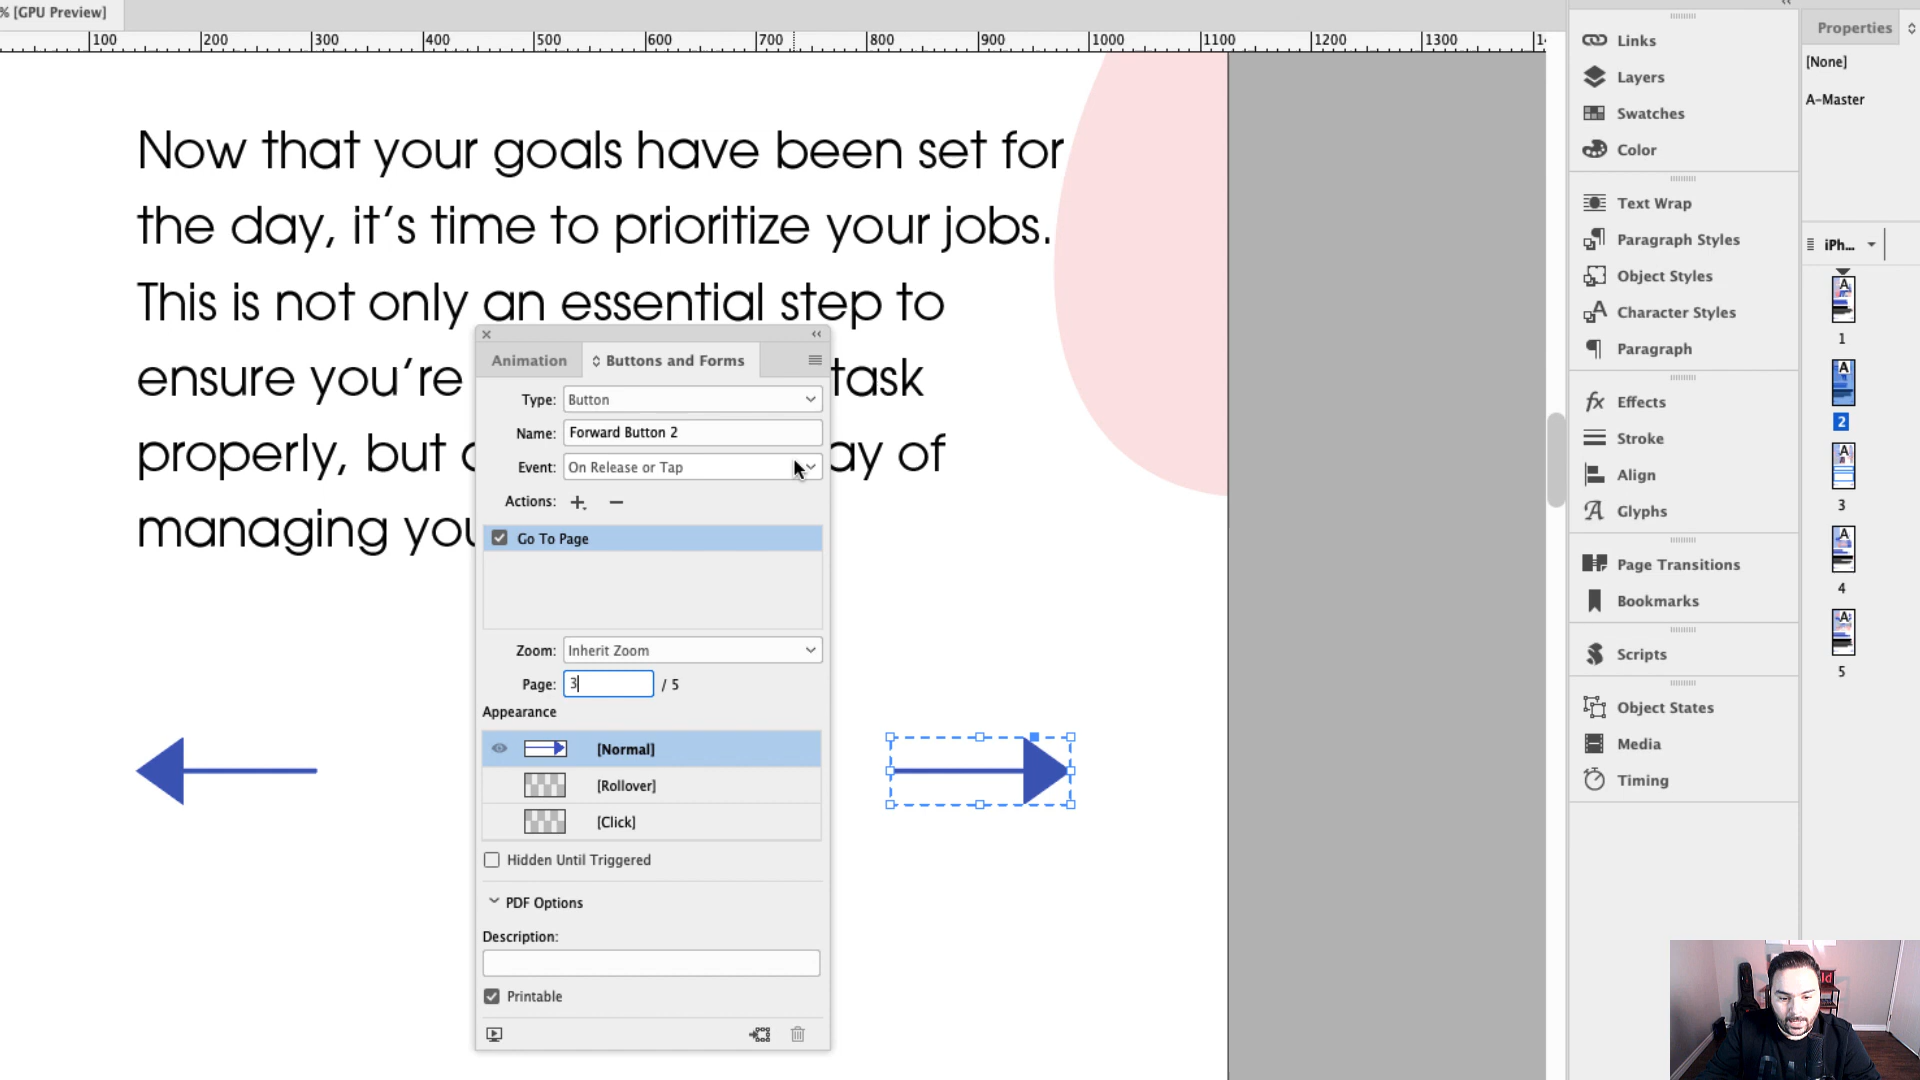 % [GPU Preview]
100 200 300 400 500 600 700 800 900 1000 1100 1200 1300
Now that your goals have been set for
the day, it's time to prioritize your jobs.
This is not only an essential step to
ensure you're task
properly, but ay of
managing you
Animation
Buttons and Forms
Type: Button
Name: Forward Button 2
Event: On Release or Tap
Actions: + −
Go To Page
Zoom: Inherit Zoom
Page: 3 / 5
Appearance
[Normal]
[Rollover]
[Click]
Hidden Until Triggered
PDF Options
Description:
Printable
Links
Layers
Swatches
Color
Text Wrap
Paragraph Styles
Object Styles
Character Styles
Paragraph
Effects
Stroke
Align
Glyphs
Page Transitions
Bookmarks
Scripts
Object States
Media
Timing
Properties
[None]
A-Master
iPh...
A
1
A
2
A
3
A
4
A
5